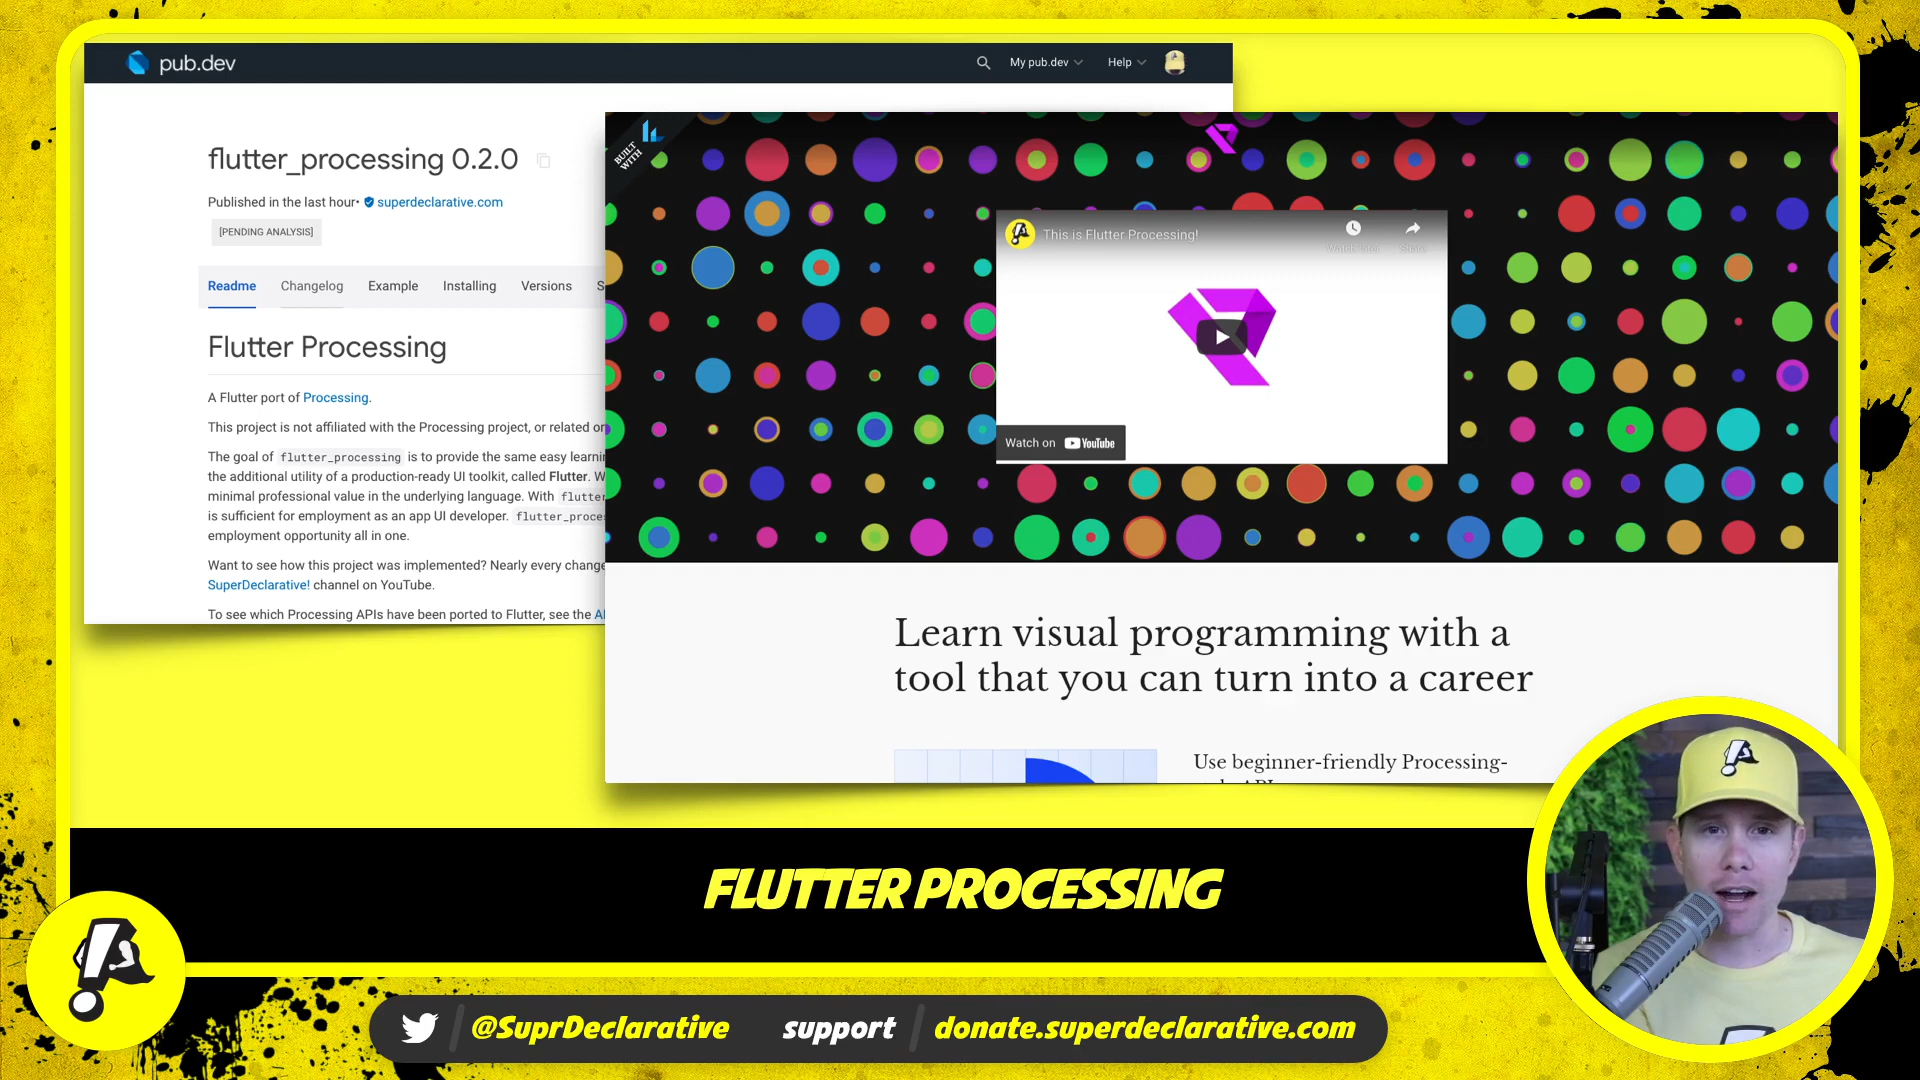 pub.dev
My pub.dev
Help
flutter_processing 0.2.0
Published in the last hour• superdeclarative.com
[PENDING ANALYSIS]
Readme
Changelog
Example
Installing
Versions
S
Flutter Processing
A Flutter port of Processing.
This project is not affiliated with the Processing project, or related or
The goal of flutter_processing is to provide the same easy learnin
the additional utility of a production-ready UI toolkit, called Flutter. W
minimal professional value in the underlying language. With flutter
is sufficient for employment as an app UI developer. flutter_proces
employment opportunity all in one.
Want to see how this project was implemented? Nearly every change
SuperDeclarative! channel on YouTube.
To see which Processing APIs have been ported to Flutter, see the A
BUILT
WITH
This is Flutter Processing!
Watch later
Share
Watch on YouTube
Learn visual programming with a
tool that you can turn into a career
Use beginner-friendly Processing-
FLUTTER PROCESSING
@SuprDeclarative
support
donate.superdeclarative.com